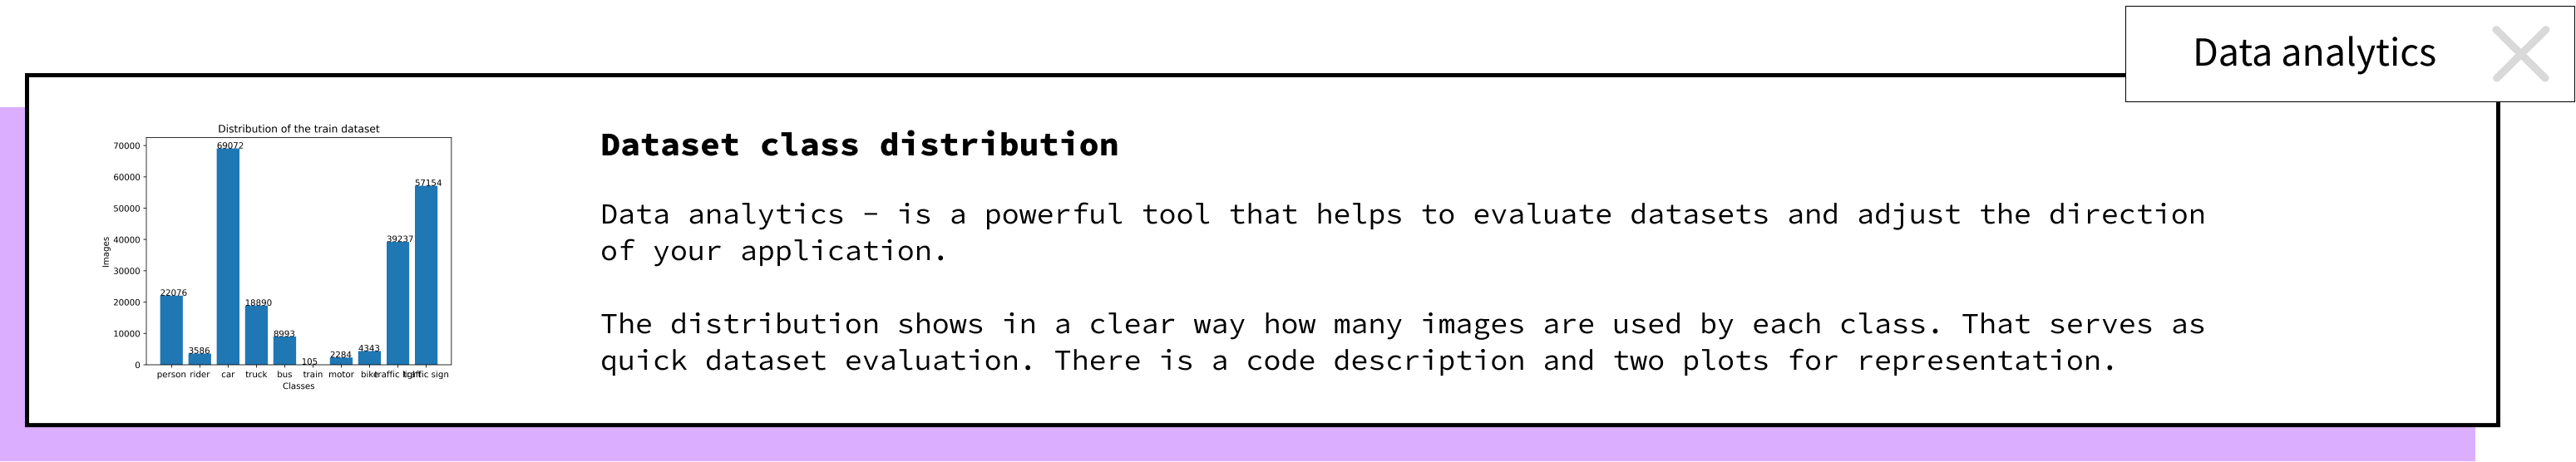 Data analytics
Distribution of the train dataset
70000
60000
50000
40000
30000
20000
10000
0
Images
22076
3586
69072
18890
8993
105
2284
4343
39237
57154
person rider car truck bus train motor bike traffic light traffic sign
Classes
Dataset class distribution
Data analytics - is a powerful tool that helps to evaluate datasets and adjust the direction
of your application.
The distribution shows in a clear way how many images are used by each class. That serves as
quick dataset evaluation. There is a code description and two plots for representation.